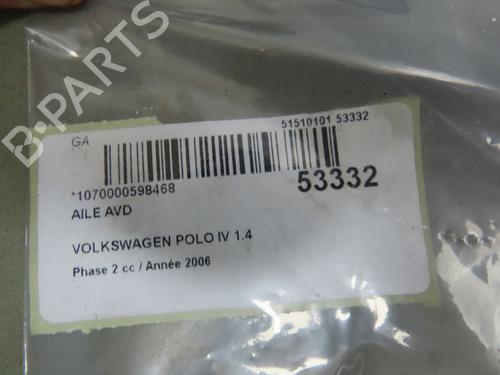 B-PARTS
GA
51510101 53332
*1070000598468
53332
AILE AVD
VOLKSWAGEN POLO IV 1.4
Phase 2 cc / Année 2006